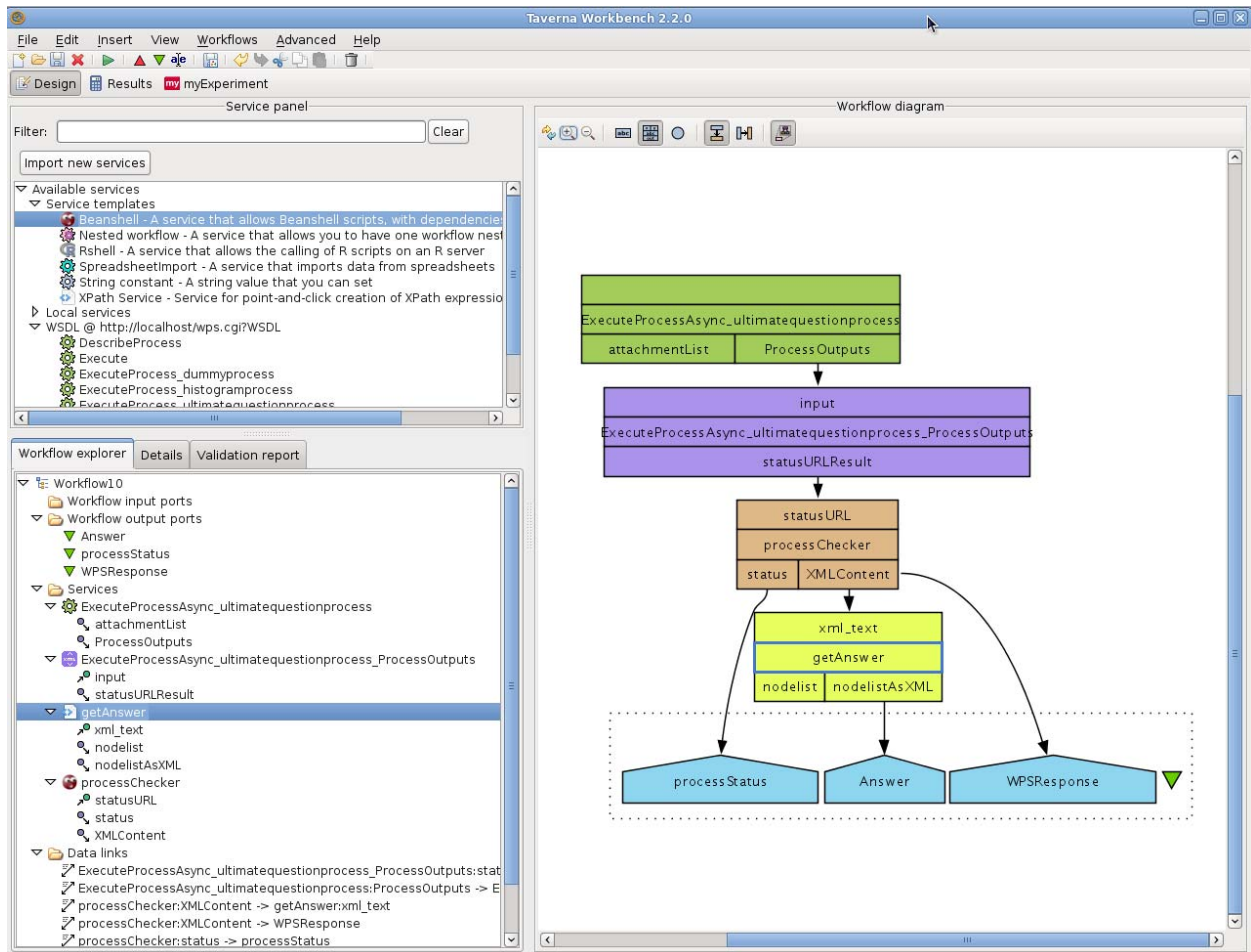 Taverna Workbench 2.2.0
File Edit Insert View Workflows Advanced Help
Design Results my myExperiment
Service panel
Filter: Clear
Import new services
Available services
Service templates
Beanshell - A service that allows Beanshell scripts, with dependencie
Nested workflow - A service that allows you to have one workflow nest
Rshell - A service that allows the calling of R scripts on an R server
SpreadsheetImport - A service that imports data from spreadsheets
String constant - A string value that you can set
XPath Service - Service for point-and-click creation of XPath expressio
Local services
WSDL @ http://localhost/wps.cgi?WSDL
DescribeProcess
Execute
ExecuteProcess_dummyprocess
ExecuteProcess_histogramprocess
ExecuteProcess_ultimatequestionprocess
Workflow explorer Details Validation report
Workflow10
Workflow input ports
Workflow output ports
Answer
processStatus
WPSResponse
Services
ExecuteProcessAsync_ultimatequestionprocess
attachmentList
ProcessOutputs
ExecuteProcessAsync_ultimatequestionprocess_ProcessOutputs
input
statusURLResult
getAnswer
xml_text
nodelist
nodelistAsXML
processChecker
statusURL
status
XMLContent
Data links
ExecuteProcessAsync_ultimatequestionprocess_ProcessOutputs:stat
ExecuteProcessAsync_ultimatequestionprocess:ProcessOutputs -> E
processChecker:XMLContent -> getAnswer:xml_text
processChecker:XMLContent -> WPSResponse
processChecker:status -> processStatus
Workflow diagram
abc
ExecuteProcessAsync_ultimatequestionprocess
attachmentList ProcessOutputs
input
ExecuteProcessAsync_ultimatequestionprocess_ProcessOutputs
statusURLResult
statusURL
processChecker
status XMLContent
xml_text
getAnswer
nodelist nodelistAsXML
processStatus Answer WPSResponse